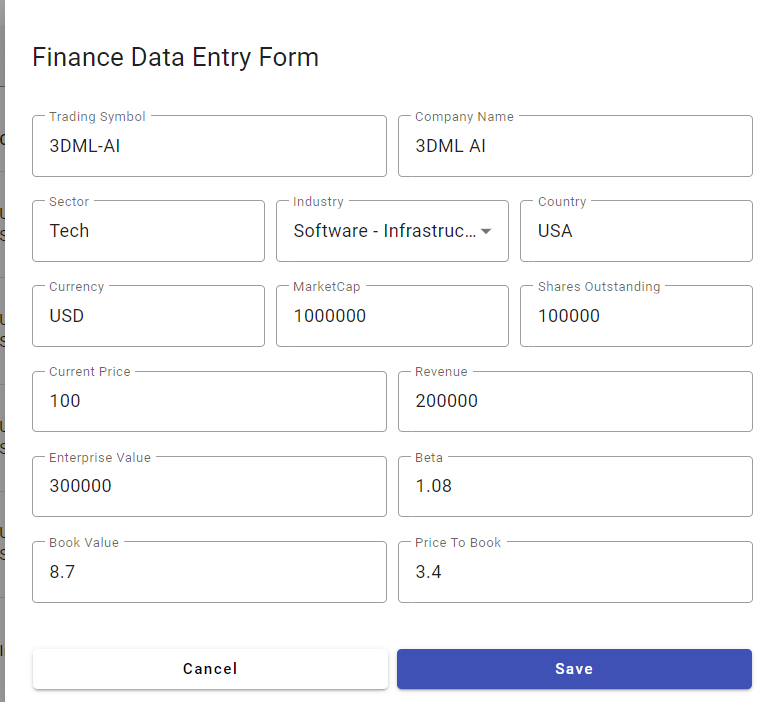 Finance Data Entry Form
Trading Symbol Company Name
3DML-AI 3DML AI
Sector Industry Country
Tech Software - Infrastruc... USA
Currency MarketCap Shares Outstanding
USD 1000000 100000
Current Price Revenue
100 200000
Enterprise Value Beta
300000 1.08
Book Value Price To Book
8.7 3.4
Cancel Save